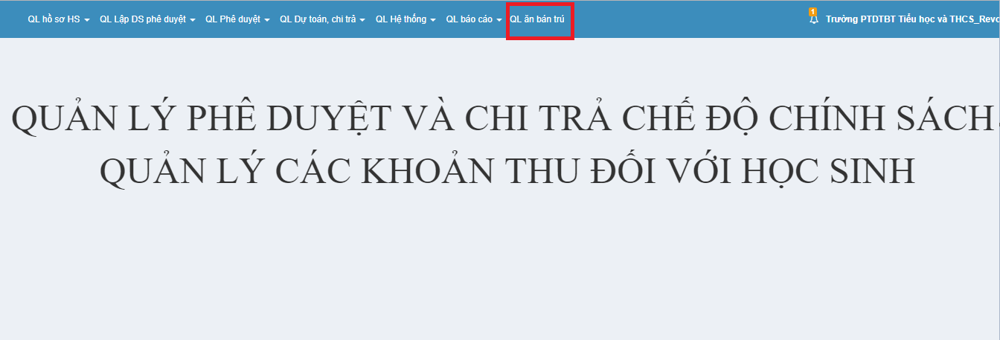 QL hồ sơ HS QL Lập DS phê duyệt QL Phê duyệt QL Dự toán, chi trả QL Hệ thống QL báo cáo QL ăn bán trú 1 Trường PTDTBT Tiểu học và THCS_Revo
QUẢN LÝ PHÊ DUYỆT VÀ CHI TRẢ CHẾ ĐỘ CHÍNH SÁCH
QUẢN LÝ CÁC KHOẢN THU ĐỐI VỚI HỌC SINH